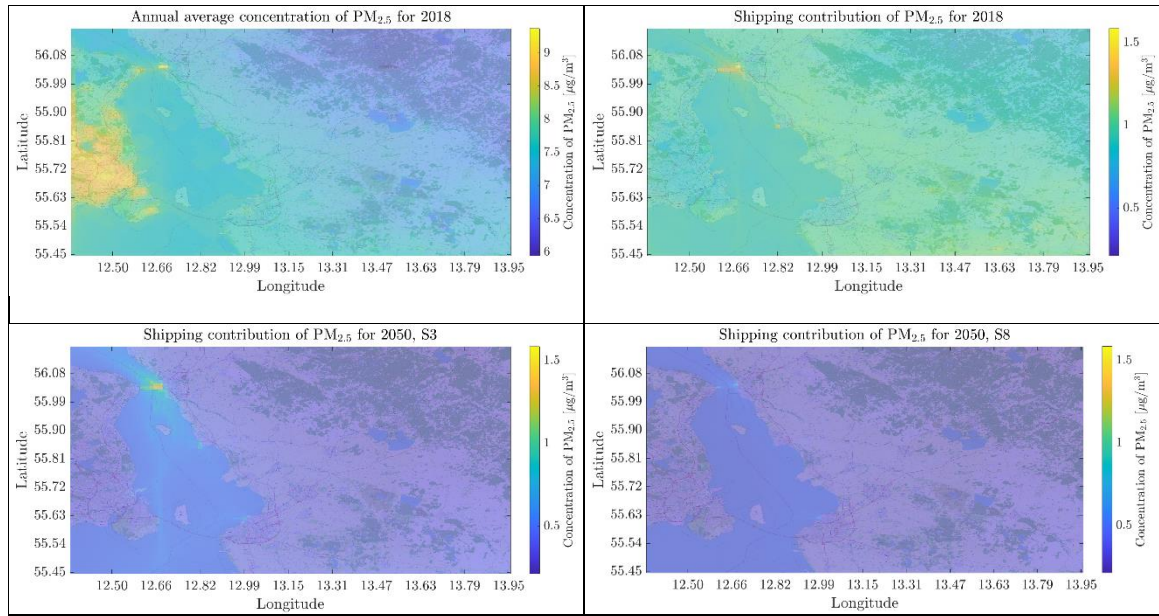 Annual average concentration of PM2.5 for 2018
56.08
55.99
55.90
55.81
55.72
55.63
55.54
55.45
Latitude
12.50 12.66 12.82 12.99 13.15 13.31 13.47 13.63 13.79 13.95
Longitude
9
8.5
8
7.5
7
6.5
6
Concentration of PM2.5 [μg/m³]
Shipping contribution of PM2.5 for 2018
56.08
55.99
55.90
55.81
55.72
55.63
55.54
55.45
Latitude
12.50 12.66 12.82 12.99 13.15 13.31 13.47 13.63 13.79 13.95
Longitude
1.5
1
0.5
Concentration of PM2.5 [μg/m³]
Shipping contribution of PM2.5 for 2050, S3
56.08
55.99
55.90
55.81
55.72
55.63
55.54
55.45
Latitude
12.50 12.66 12.82 12.99 13.15 13.31 13.47 13.63 13.79 13.95
Longitude
1.5
1
0.5
Concentration of PM2.5 [μg/m³]
Shipping contribution of PM2.5 for 2050, S8
56.08
55.99
55.90
55.81
55.72
55.63
55.54
55.45
Latitude
12.50 12.66 12.82 12.99 13.15 13.31 13.47 13.63 13.79 13.95
Longitude
1.5
1
0.5
Concentration of PM2.5 [μg/m³]